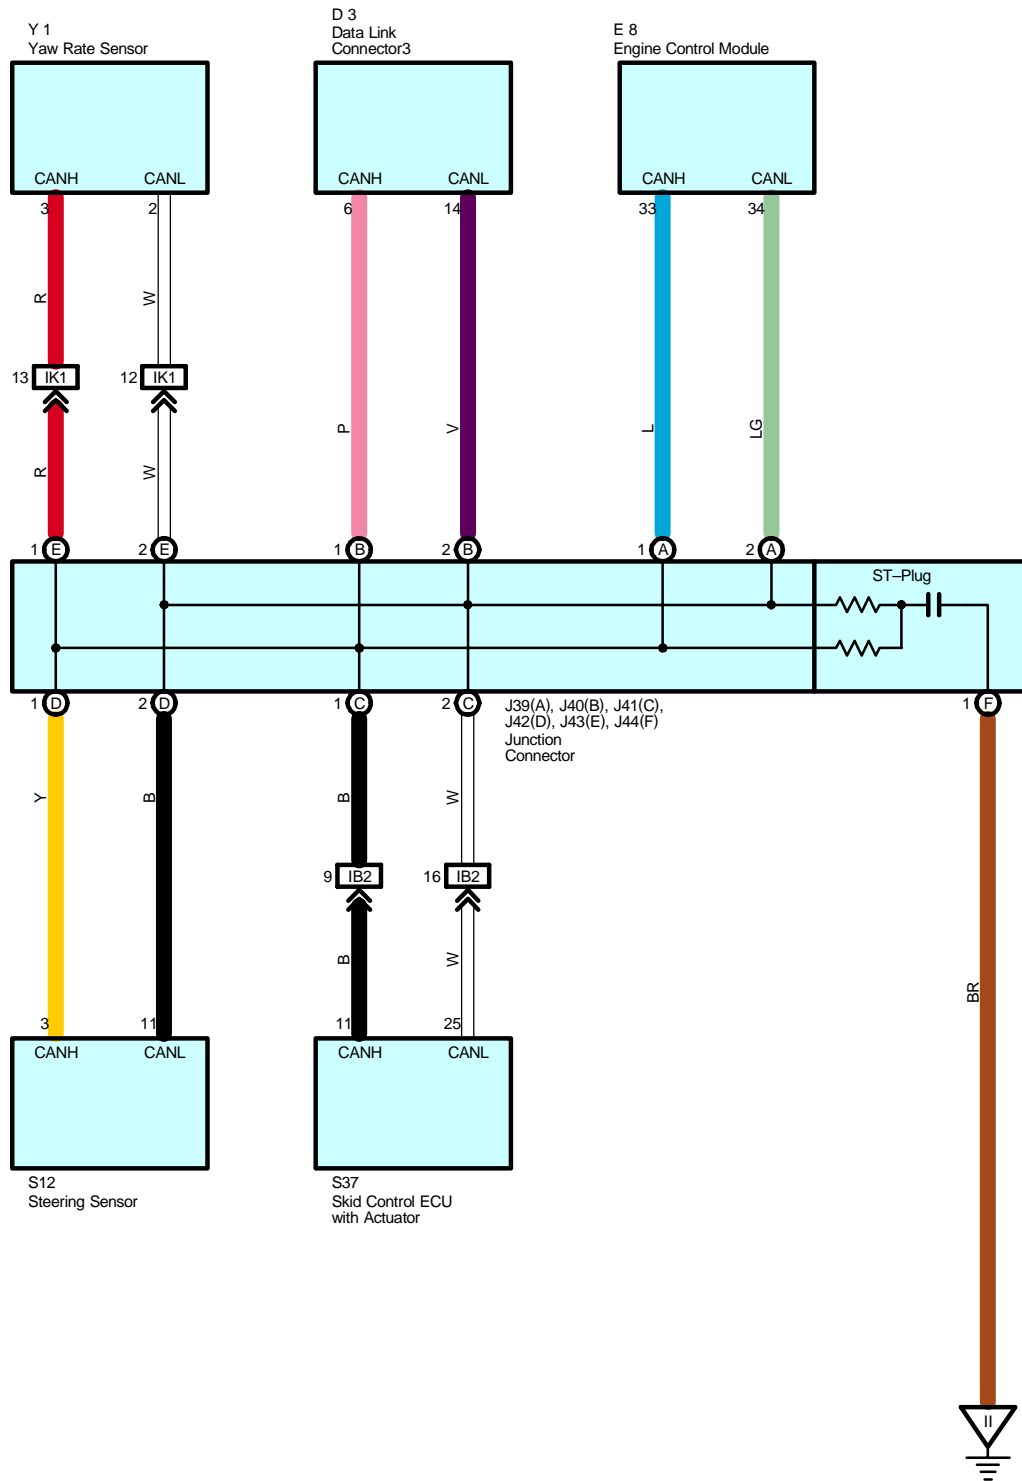 Y 1
Yaw Rate Sensor
D 3
Data Link
Connector3
E 8
Engine Control Module
CANH CANL
CANH CANL
CANH CANL
3 2
6 14
33 34
R W
13 IK1 12 IK1
P V L LG
R W
1 E 2 E 1 B 2 B 1 A 2 A
ST–Plug
1 D 2 D 1 C 2 C
J39(A), J40(B), J41(C),
J42(D), J43(E), J44(F)
Junction
Connector
1 F
Y B B W
9 IB2 16 IB2
B W
BR
3 11 11 25
CANH CANL
CANH CANL
S12
Steering Sensor
S37
Skid Control ECU
with Actuator
II